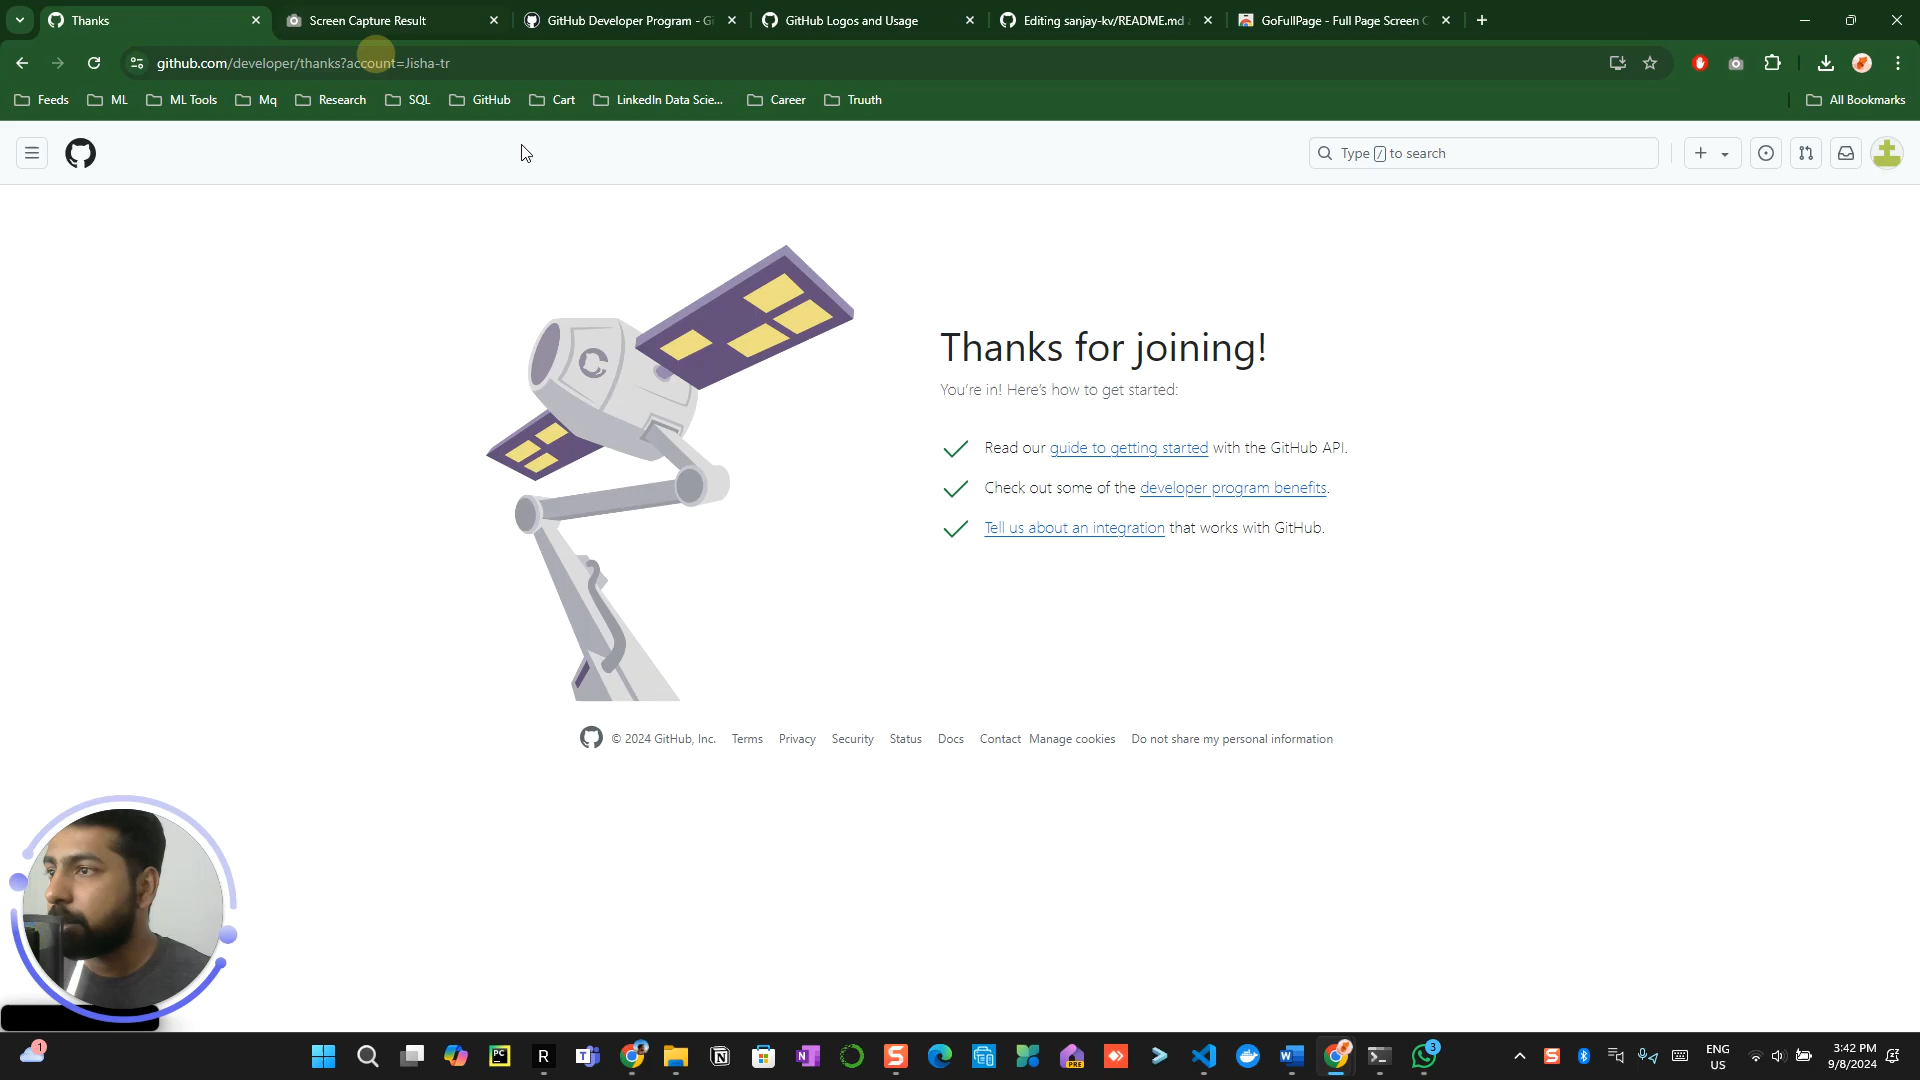 Thanks
Screen Capture Result
GitHub Developer Program - G
GitHub Logos and Usage
Editing sanjay-kv/README.md
GoFullPage - Full Page Screen C
github.com/developer/thanks?account=Jisha-tr
Feeds
ML
ML Tools
Mq
Research
SQL
GitHub
Cart
LinkedIn Data Scie...
Career
Truuth
All Bookmarks
Type / to search
Thanks for joining!
You're in! Here's how to get started:
Read our guide to getting started with the GitHub API.
Check out some of the developer program benefits.
Tell us about an integration that works with GitHub.
© 2024 GitHub, Inc. Terms Privacy Security Status Docs Contact Manage cookies Do not share my personal information
1
PC
R
T
N
N
S
PRE
W
3
S
ENG
US
3:42 PM
9/8/2024